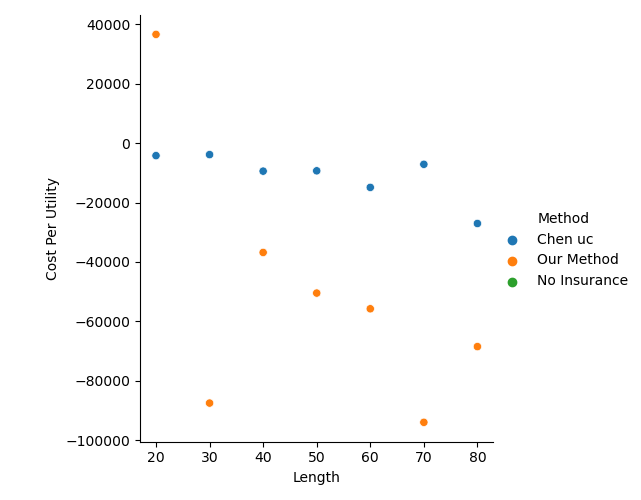 40000
20000
0
−20000
−40000
−60000
−80000
−100000
Cost Per Utility
20 30 40 50 60 70 80
Length
Method
Chen uc
Our Method
No Insurance